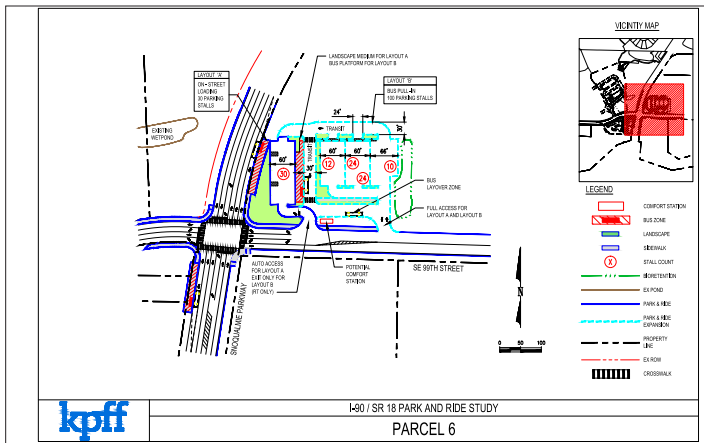 VICINTIY MAP
LANDSCAPE MEDIUM FOR LAYOUT A
BUS PLATFORM FOR LAYOUT B
LAYOUT 'A'
ON-STREET
LOADING
30 PARKING
STALLS
LAYOUT 'B'
BUS PULL-IN
100 PARKING STALLS
24'
30'
TRANSIT
EXISTING
WETPOND
TRANSIT
60'
30
30'
60'
60'
66'
12
24
24
10
BUS
LAYOVER ZONE
FULL ACCESS FOR
LAYOUT A AND LAYOUT B
AUTO ACCESS
FOR LAYOUT A
EXIT ONLY FOR
LAYOUT B
(RT ONLY)
POTENTIAL
COMFORT
STATION
SE 99TH STREET
SNOQUALMIE PARKWAY
N
0 50 100
LEGEND
COMFORT STATION
BUS ZONE
LANDSCAPE
SIDEWALK
X
STALL COUNT
BIORETENTION
EX POND
PARK & RIDE
PARK & RIDE
EXPANSION
PROPERTY
LINE
EX ROW
CROSSWALK
kpff
I-90 / SR 18 PARK AND RIDE STUDY
PARCEL 6